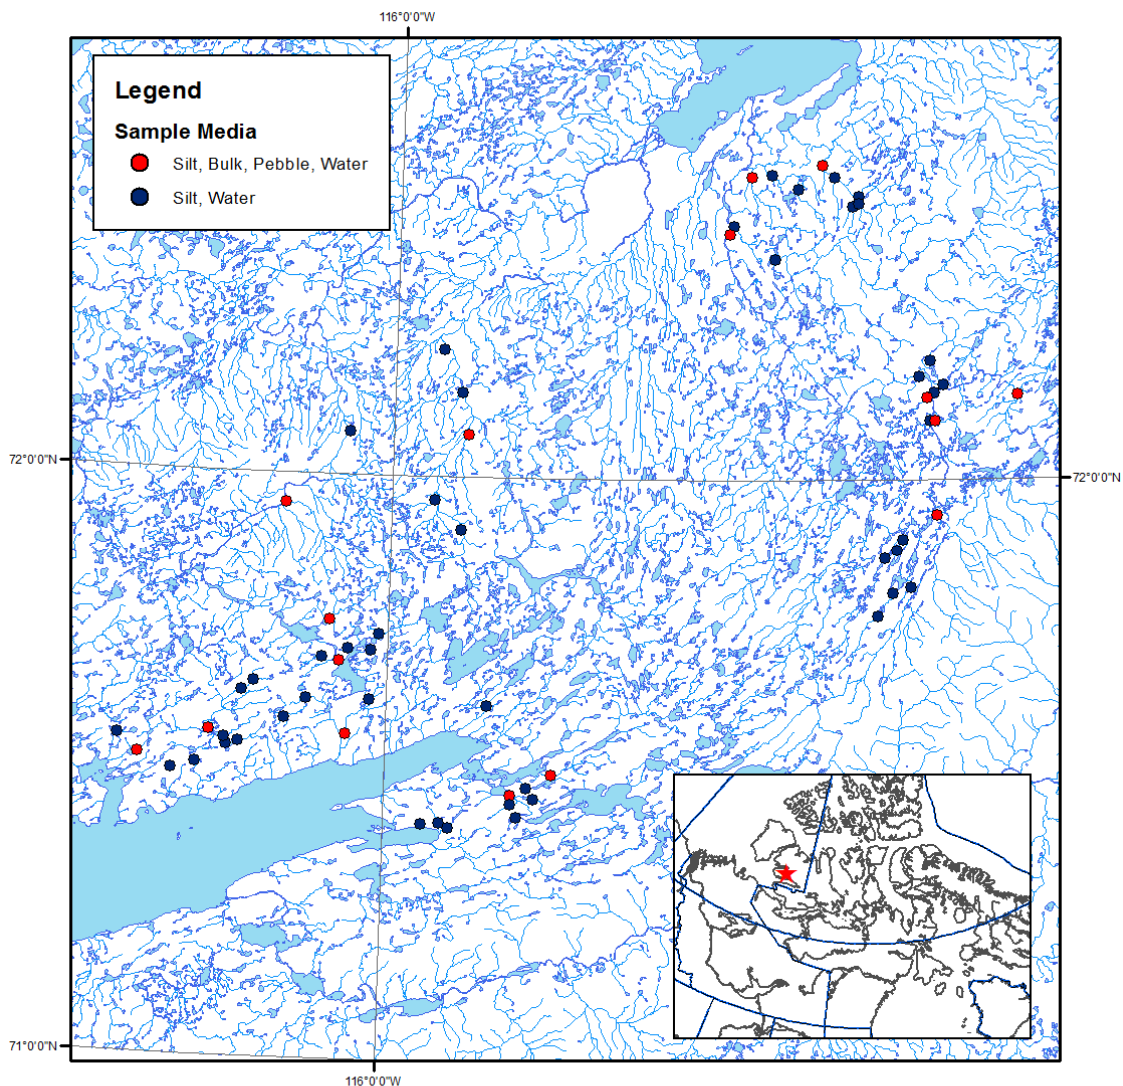 116°0'0"W
Legend
Sample Media
Silt, Bulk, Pebble, Water
Silt, Water
72°0'0"N
72°0'0"N
71°0'0"N
116°0'0"W